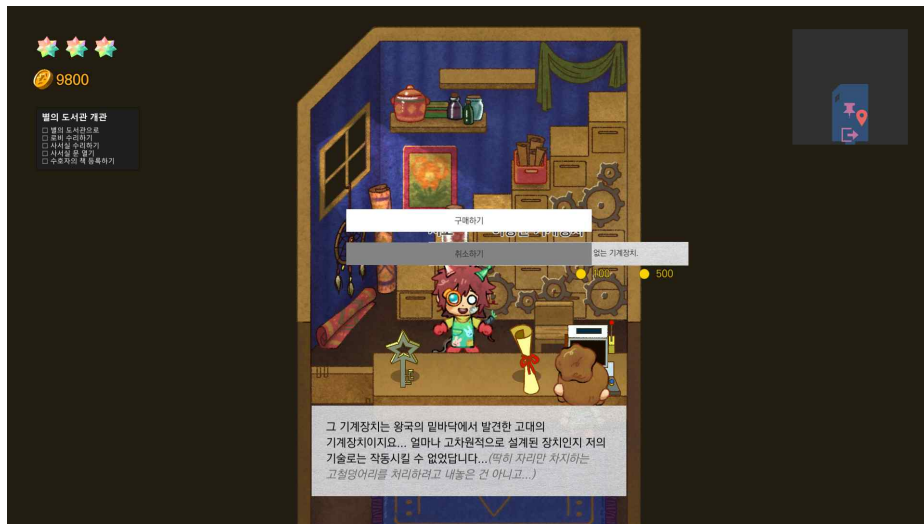 9800
별의 도서관 개관
□ 별의 도서관으로
□ 로비 수리하기
□ 사서실 수리하기
□ 사서실 문 열기
□ 수호자의 책 등록하기
구매하기
취소하기
없는 기계장치.
100
500
그 기계장치는 왕국의 밑바닥에서 발견한 고대의
기계장치이지요... 얼마나 고차원적으로 설계된 장치인지 저의
기술로는 작동시킬 수 없었답니다...(딱히 자리만 차지하는
고철덩어리를 처리하려고 내놓은 건 아니고...)